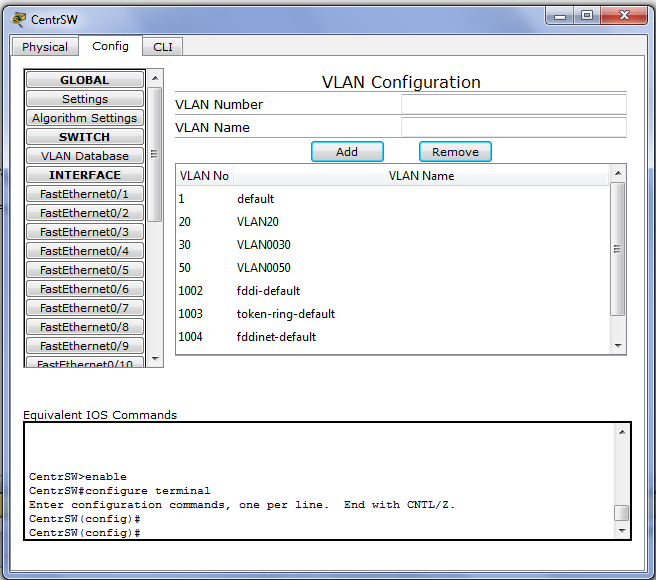 CentrSW
Physical Config CLI
GLOBAL
Settings
Algorithm Settings
SWITCH
VLAN Database
INTERFACE
FastEthernet0/1
FastEthernet0/2
FastEthernet0/3
FastEthernet0/4
FastEthernet0/5
FastEthernet0/6
FastEthernet0/7
FastEthernet0/8
FastEthernet0/9
FastEthernet0/10
VLAN Configuration
VLAN Number
VLAN Name
Add Remove
VLAN No VLAN Name
1 default
20 VLAN20
30 VLAN0030
50 VLAN0050
1002 fddi-default
1003 token-ring-default
1004 fddinet-default
Equivalent IOS Commands
CentrSW>enable
CentrSW#configure terminal
Enter configuration commands, one per line.  End with CNTL/Z.
CentrSW(config)#
CentrSW(config)#